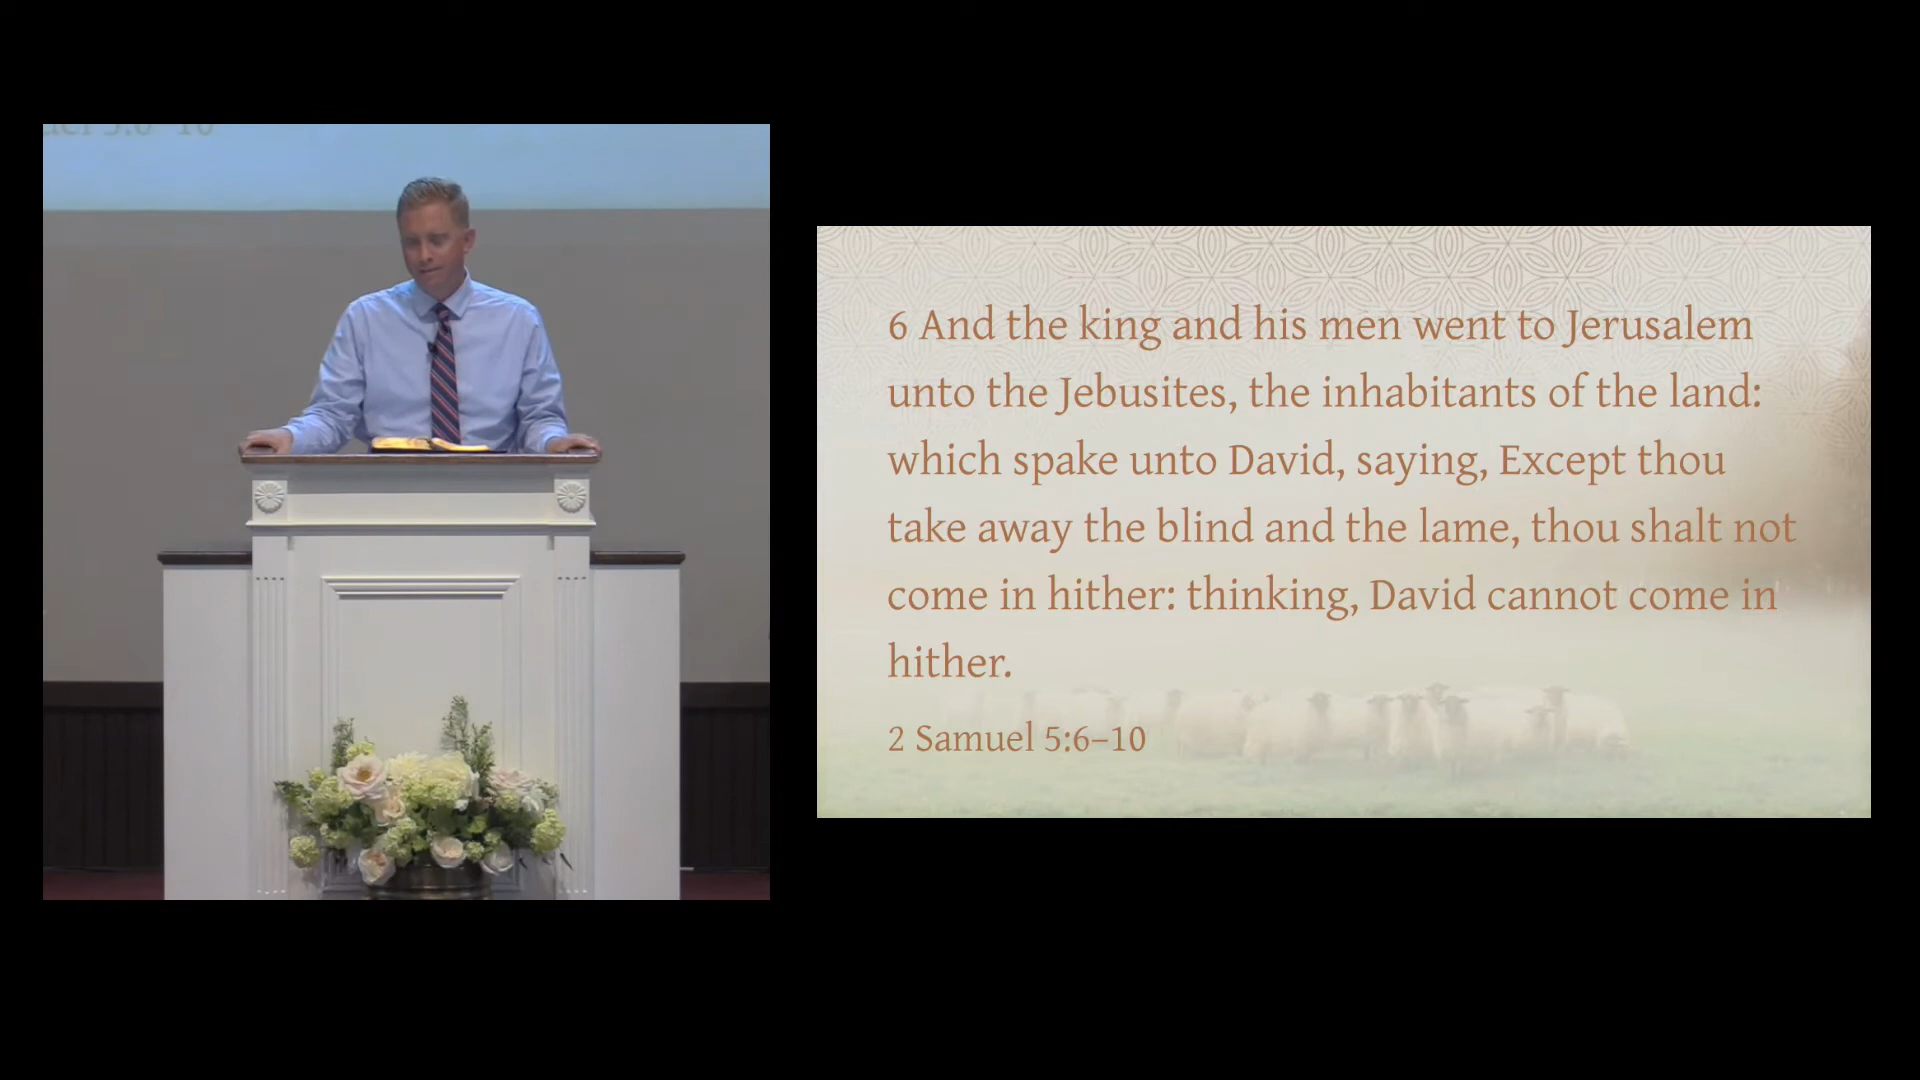 6 And the king and his men went to Jerusalem
unto the Jebusites, the inhabitants of the land:
which spake unto David, saying, Except thou
take away the blind and the lame, thou shalt not
come in hither: thinking, David cannot come in
hither.
2 Samuel 5:6–10